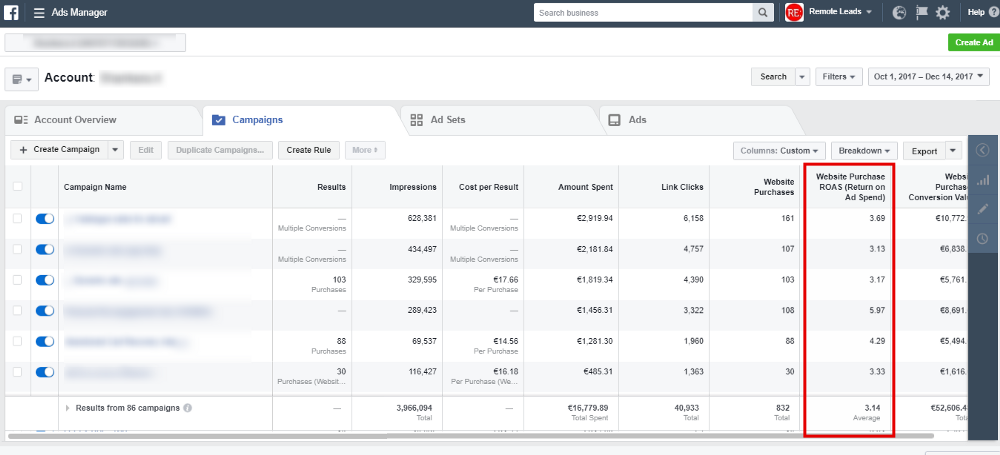 Ads Manager
Search business
RE:
Remote Leads
Help
Create Ad
Account:
Search
Filters
Oct 1, 2017 – Dec 14, 2017
Account Overview
Campaigns
Ad Sets
Ads
+ Create Campaign
Edit
Duplicate Campaigns...
Create Rule
More
Columns: Custom
Breakdown
Export
Campaign Name
Results
Impressions
Cost per Result
Amount Spent
Link Clicks
Website
Purchases
Website Purchase
ROAS (Return on
Ad Spend)
Website
Purchase
Conversion Valu
— 628,381 — €2,919.94 6,158 161 3.69 €10,772.
Multiple Conversions Multiple Conversions
— 434,497 — €2,181.84 4,757 107 3.13 €6,838.
Multiple Conversions Multiple Conversions
103 329,595 €17.66 €1,819.34 4,390 103 3.17 €5,761.
Purchases Per Purchase
— 289,423 — €1,456.31 3,322 108 5.97 €8,691.
88 69,537 €14.56 €1,281.30 1,960 88 4.29 €5,494.
Purchases Per Purchase
30 116,427 €16.18 €485.31 1,363 30 3.33 €1,616.
Purchases (Websit... Per Purchase (We...
Results from 86 campaigns — 3,966,094 — €16,779.89 40,933 832 3.14 €52,606.4
Total Total Spent Total Total Average Total